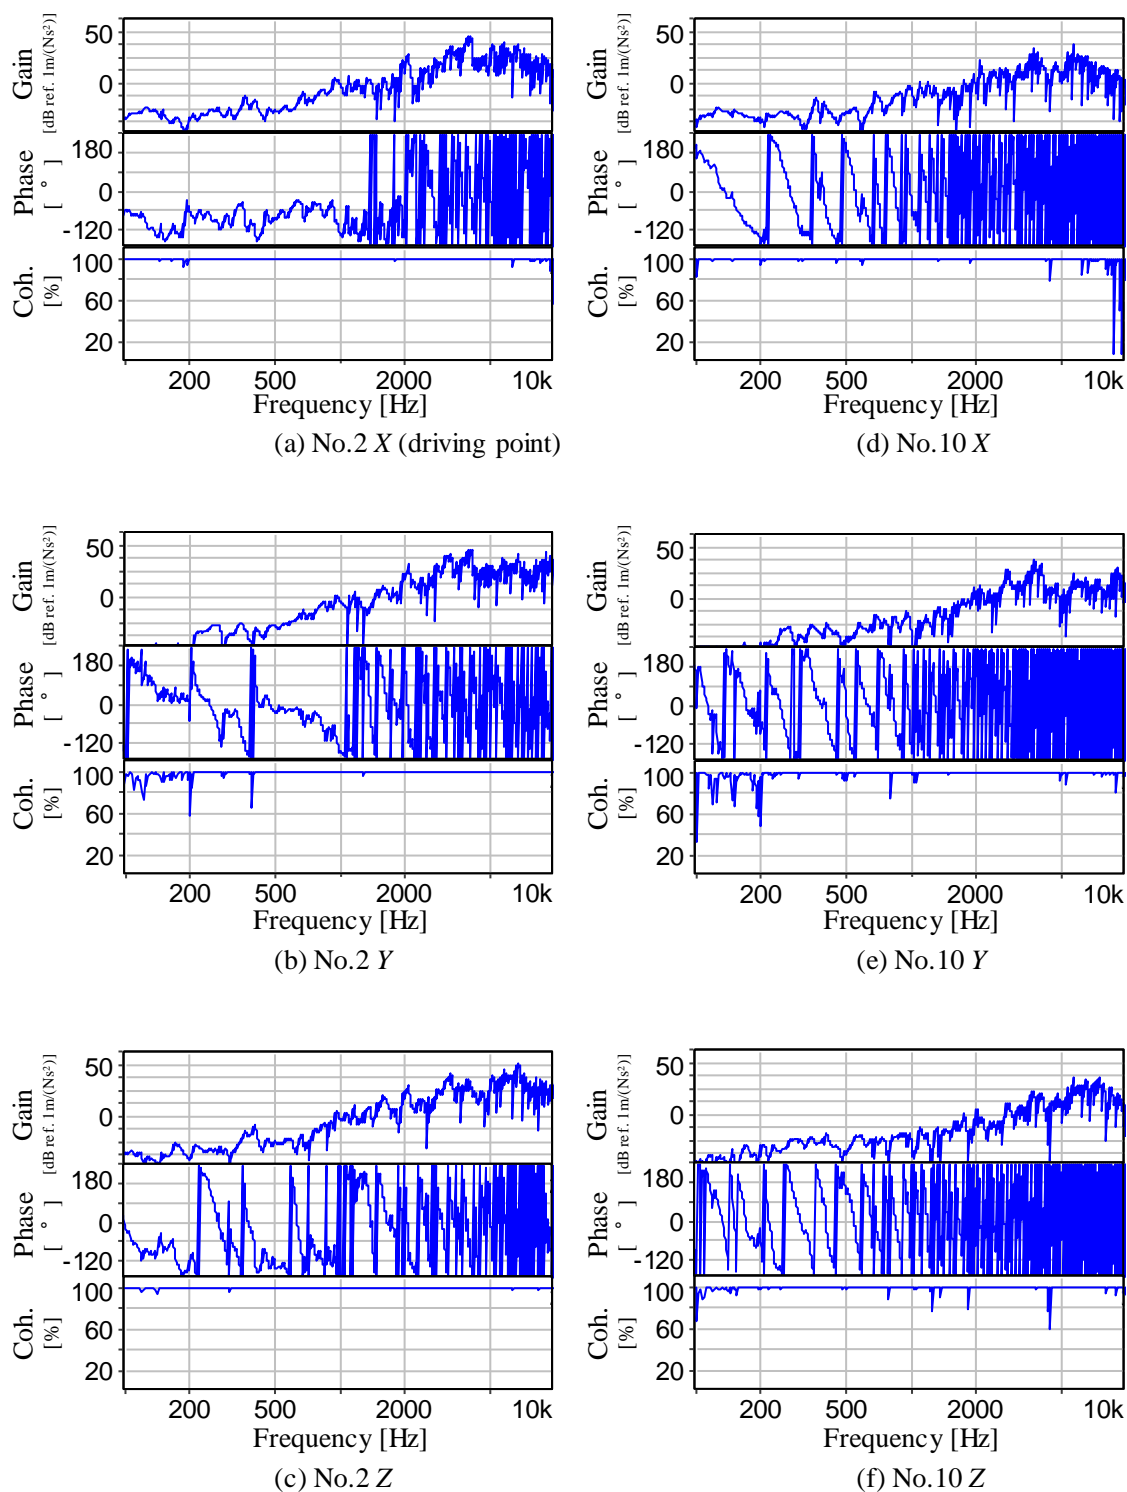 Gain
[dB ref. 1m/(Ns²)]
50
0
Phase
[ ° ]
180
0
-120
Coh.
[%]
100
60
20
200 500 2000 10k
Frequency [Hz]
(a) No.2 X (driving point)
Gain
[dB ref. 1m/(Ns²)]
50
0
Phase
[ ° ]
180
0
-120
Coh.
[%]
100
60
20
200 500 2000 10k
Frequency [Hz]
(d) No.10 X
Gain
[dB ref. 1m/(Ns²)]
50
0
Phase
[ ° ]
180
0
-120
Coh.
[%]
100
60
20
200 500 2000 10k
Frequency [Hz]
(b) No.2 Y
Gain
[dB ref. 1m/(Ns²)]
50
0
Phase
[ ° ]
180
0
-120
Coh.
[%]
100
60
20
200 500 2000 10k
Frequency [Hz]
(e) No.10 Y
Gain
[dB ref. 1m/(Ns²)]
50
0
Phase
[ ° ]
180
0
-120
Coh.
[%]
100
60
20
200 500 2000 10k
Frequency [Hz]
(c) No.2 Z
Gain
[dB ref. 1m/(Ns²)]
50
0
Phase
[ ° ]
180
0
-120
Coh.
[%]
100
60
20
200 500 2000 10k
Frequency [Hz]
(f) No.10 Z